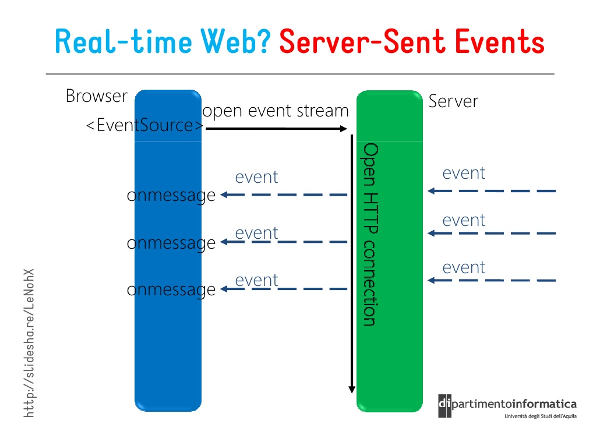 Real-time Web? Server-Sent Events
Browser
Server
open event stream
<EventSource>
Open HTTP connection
event
event
onmessage
event
event
onmessage
event
event
onmessage
http://slidesha.re/LeNohX
dipartimentoinformatica
Università degli Studi dell'Aquila